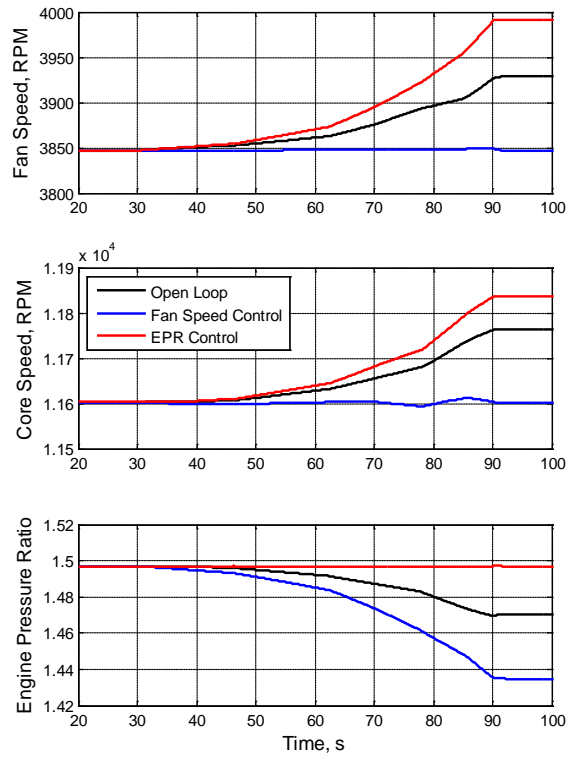 4000
3950
3900
3850
3800
Fan Speed, RPM
20 30 40 50 60 70 80 90 100
x 10^4
1.19
1.18
1.17
1.16
1.15
Core Speed, RPM
Open Loop
Fan Speed Control
EPR Control
20 30 40 50 60 70 80 90 100
1.52
1.5
1.48
1.46
1.44
1.42
Engine Pressure Ratio
20 30 40 50 60 70 80 90 100
Time, s